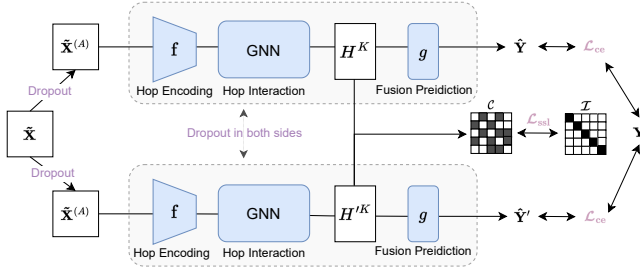 X̃^(A)
f
GNN
H^K
g
Ŷ
𝓛_ce
Dropout
Hop Encoding
Hop Interaction
Fusion Preidiction
X̃
Dropout in both sides
𝒞
𝓛_ssl
ℐ
Y
Dropout
X̃^(A)
f
GNN
H'^K
g
Ŷ'
𝓛_ce
Hop Encoding
Hop Interaction
Fusion Preidiction